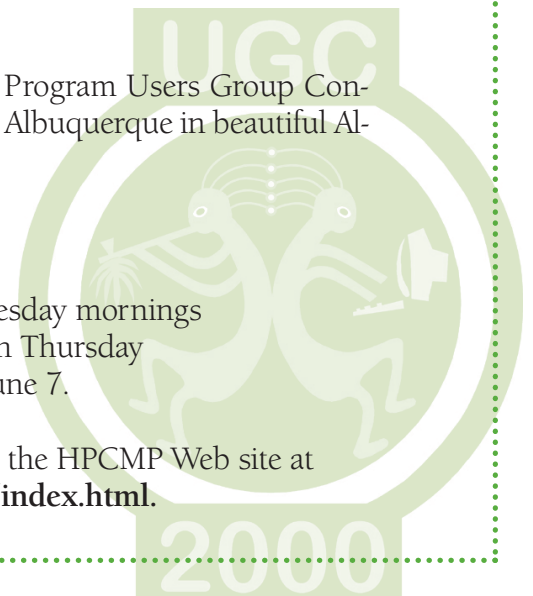 UGC
Program Users Group Con-
Albuquerque in beautiful Al-
esday mornings
n Thursday
une 7.
the HPCMP Web site at
index.html.
2000